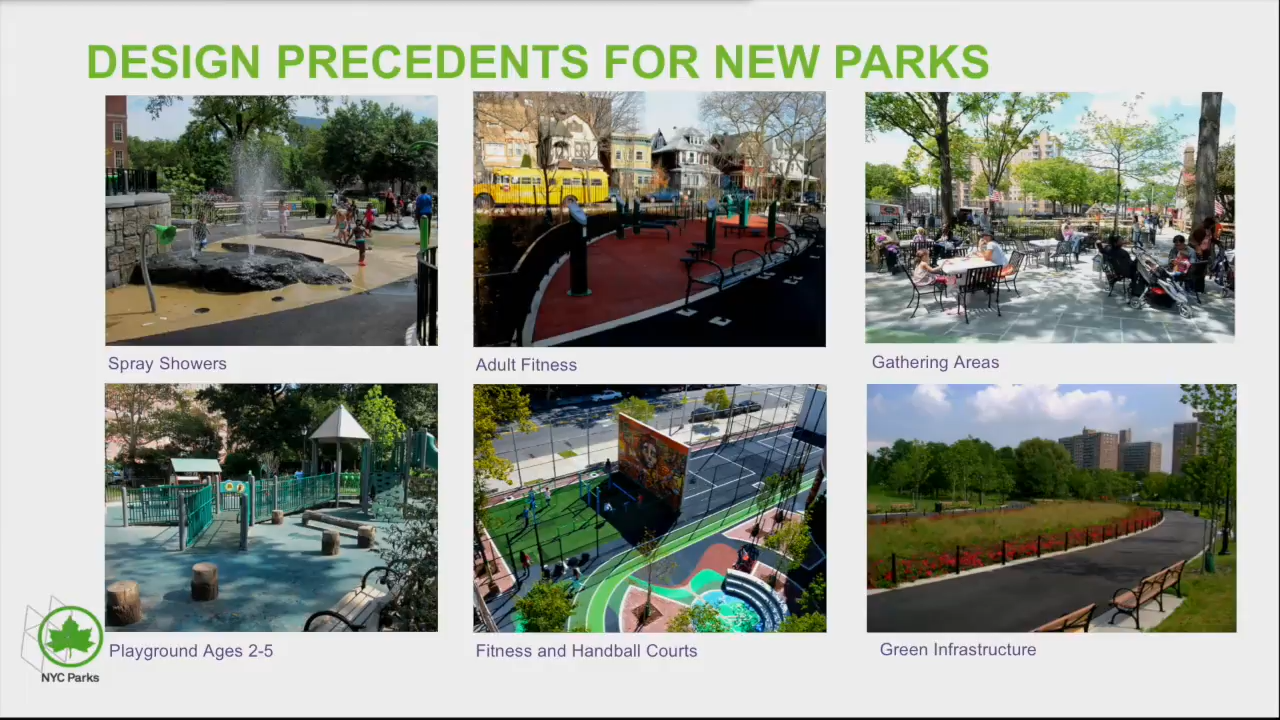 DESIGN PRECEDENTS FOR NEW PARKS
Spray Showers
Adult Fitness
Gathering Areas
Playground Ages 2-5
Fitness and Handball Courts
Green Infrastructure
NYC Parks